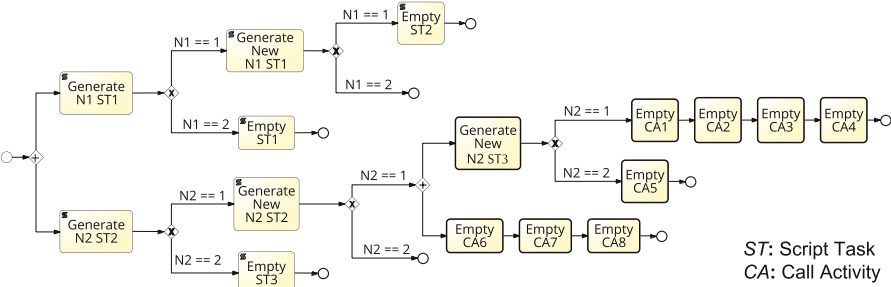 N1 == 1
Empty
ST2
N1 == 1
Generate
New
N1 ST1
N1 == 2
Generate
N1 ST1
N1 == 2
Empty
ST1
Generate
New
N2 ST3
N2 == 1
Empty
CA1
Empty
CA2
Empty
CA3
Empty
CA4
N2 == 2
Empty
CA5
Generate
N2 ST2
N2 == 1
Generate
New
N2 ST2
N2 == 1
Empty
CA6
Empty
CA7
Empty
CA8
N2 == 2
N2 == 2
Empty
ST3
ST: Script Task
CA: Call Activity